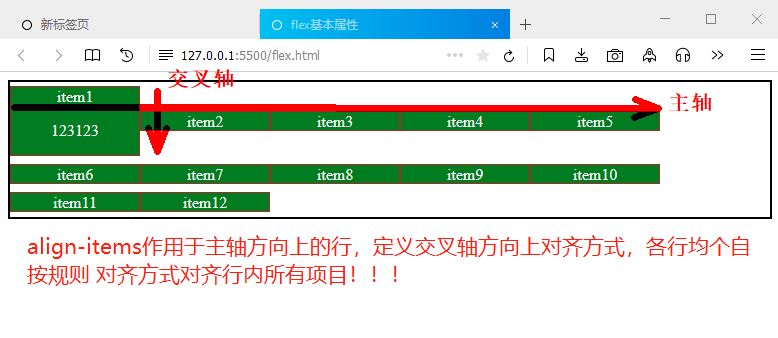 新标签页
flex基本属性
127.0.0.1:5500/flex.html
交叉轴
主轴
item1
123123
item2 item3 item4 item5
item6 item7 item8 item9 item10
item11 item12
align-items作用于主轴方向上的行，定义交叉轴方向上对齐方式，各行均个自
按规则 对齐方式对齐行内所有项目！！！